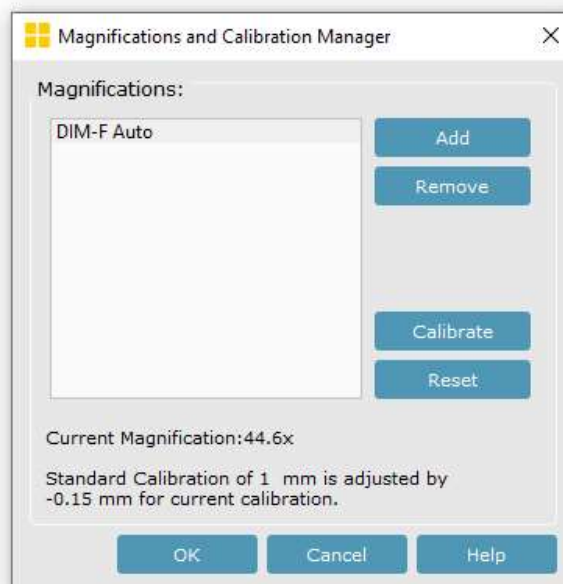 Magnifications and Calibration Manager
Magnifications:
DIM-F Auto
Add
Remove
Calibrate
Reset
Current Magnification:44.6x
Standard Calibration of 1  mm is adjusted by
-0.15 mm for current calibration.
OK
Cancel
Help